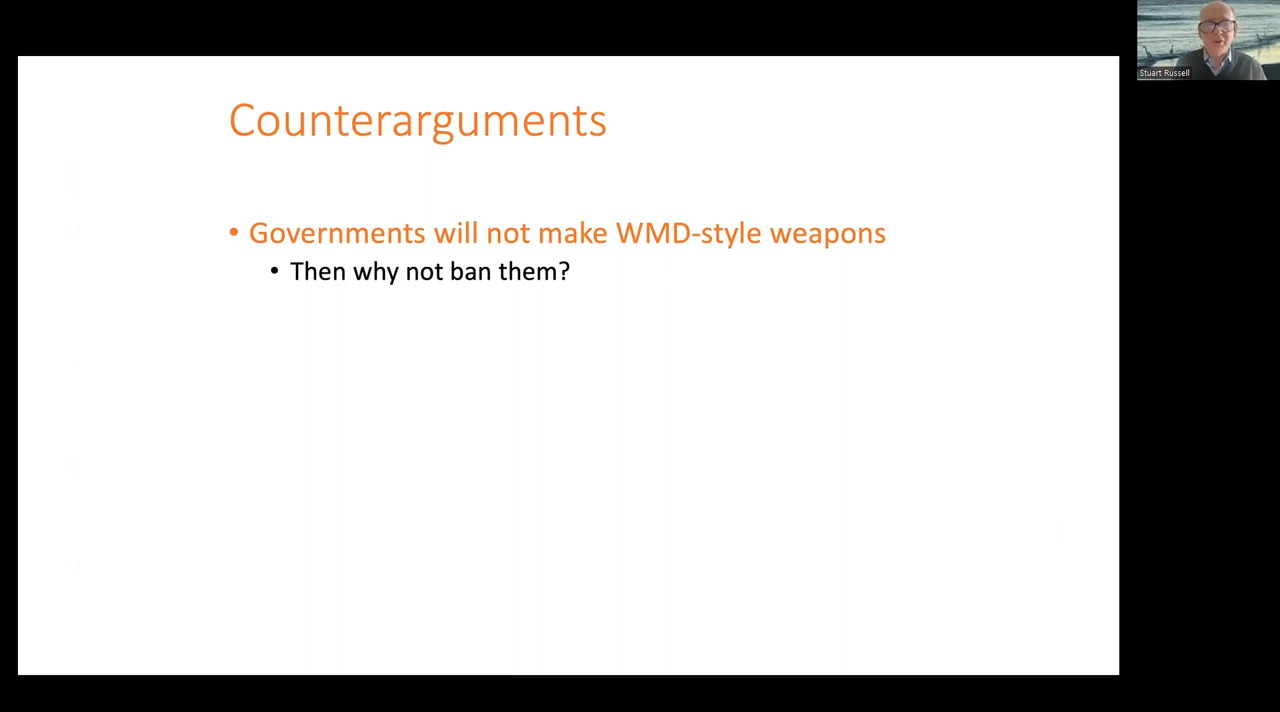 Stuart Russell
Counterarguments
• Governments will not make WMD-style weapons
• Then why not ban them?